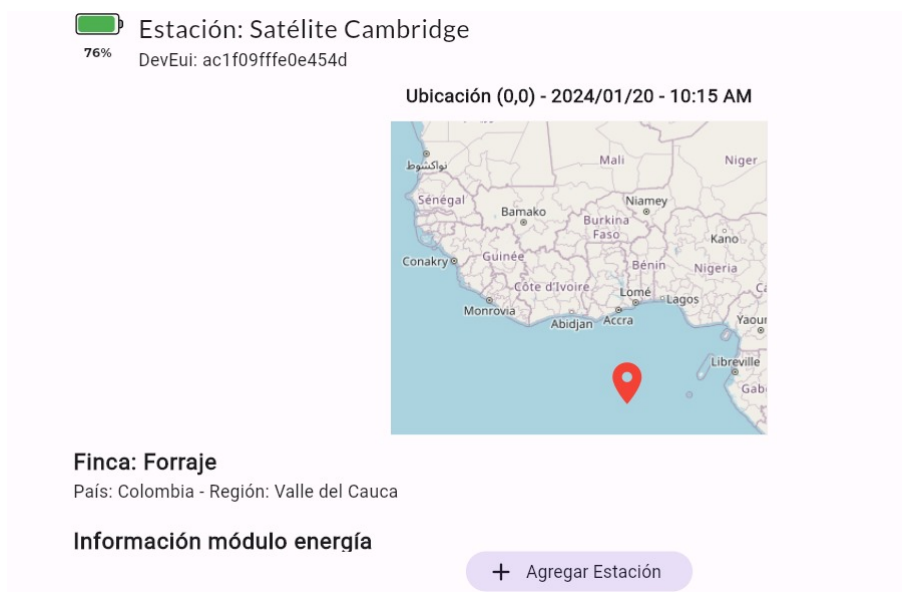 Estación: Satélite Cambridge
76%
DevEui: ac1f09fffe0e454d
Ubicación (0,0) - 2024/01/20 - 10:15 AM
نواكشوط
Mali
Niger
Sénégal
Bamako
Niamey
Burkina
Faso
Kano
Conakry
Guinée
Bénin
Nigeria
Côte d'Ivoire
Lomé
Lagos
Monrovia
Abidjan
Accra
Yaour
Libreville
Gab
Finca: Forraje
País: Colombia - Región: Valle del Cauca
Información módulo energía
+ Agregar Estación